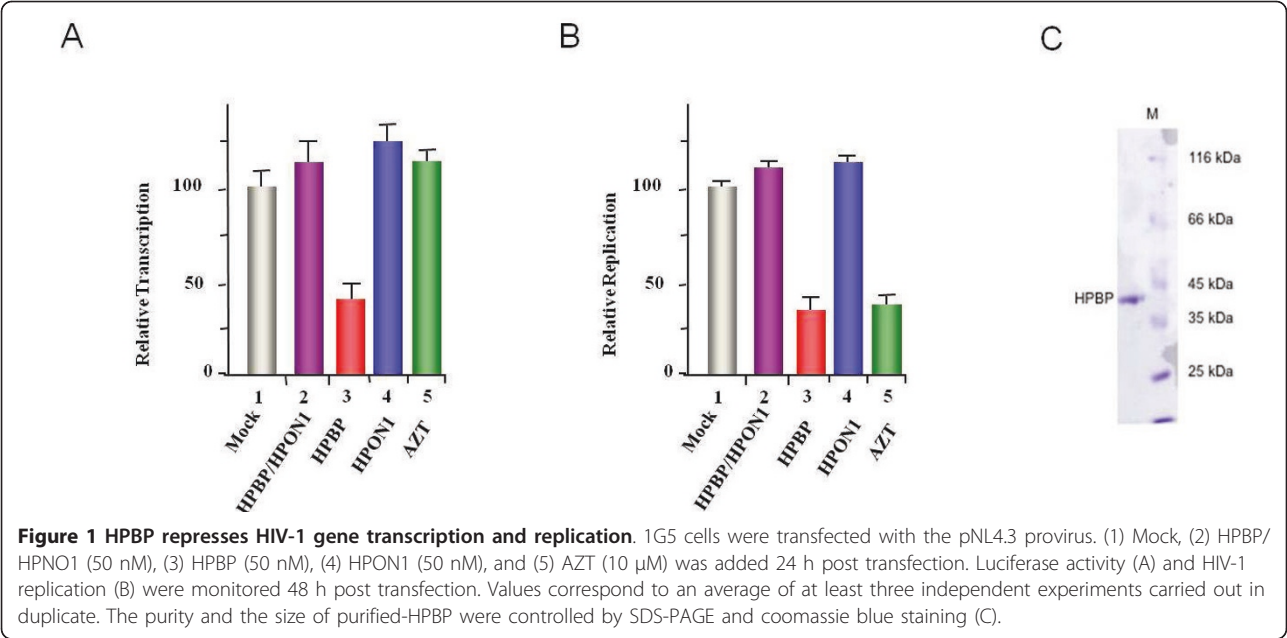 A
B
C
Relative Transcription
100
50
0
1 2 3 4 5
Mock
HPBP/HPON1
HPBP
HPON1
AZT
Relative Replication
100
50
0
1 2 3 4 5
Mock
HPBP/HPON1
HPBP
HPON1
AZT
M
116 kDa
66 kDa
45 kDa
HPBP
35 kDa
25 kDa
Figure 1 HPBP represses HIV-1 gene transcription and replication. 1G5 cells were transfected with the pNL4.3 provirus. (1) Mock, (2) HPBP/
HPNO1 (50 nM), (3) HPBP (50 nM), (4) HPON1 (50 nM), and (5) AZT (10 μM) was added 24 h post transfection. Luciferase activity (A) and HIV-1
replication (B) were monitored 48 h post transfection. Values correspond to an average of at least three independent experiments carried out in
duplicate. The purity and the size of purified-HPBP were controlled by SDS-PAGE and coomassie blue staining (C).